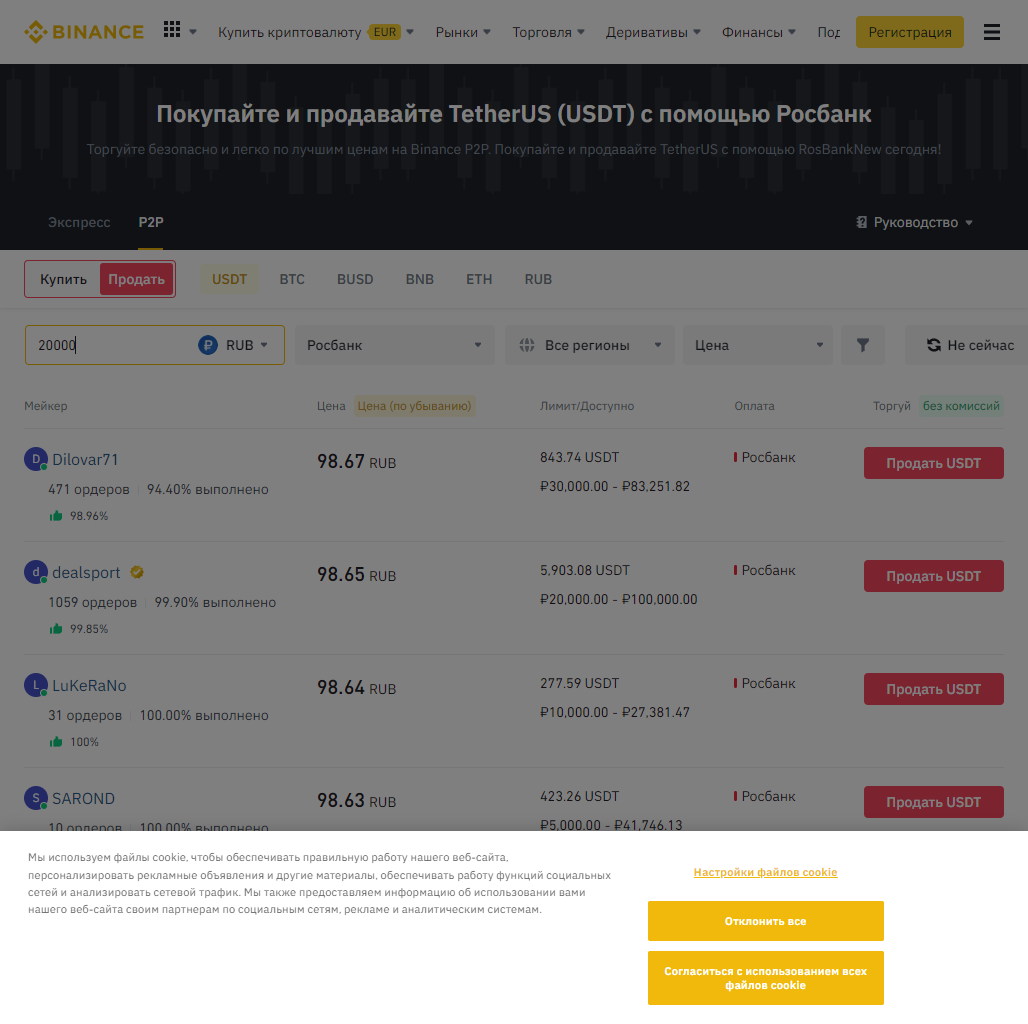 BINANCE Купить криптовалюту EUR Рынки Торговля Деривативы Финансы Под Регистрация
Покупайте и продавайте TetherUS (USDT) с помощью Росбанк
Торгуйте безопасно и легко по лучшим ценам на Binance P2P. Покупайте и продавайте TetherUS с помощью RosBankNew сегодня!
Экспресс P2P Руководство
Купить Продать USDT BTC BUSD BNB ETH RUB
20000 ₽ RUB Росбанк Все регионы Цена Не сейчас
Мейкер Цена Цена (по убыванию) Лимит/Доступно Оплата Торгуй без комиссий
D Dilovar71 98.67 RUB 843.74 USDT Росбанк Продать USDT
471 ордеров 94.40% выполнено ₽30,000.00 - ₽83,251.82
98.96%
d dealsport 98.65 RUB 5,903.08 USDT Росбанк Продать USDT
1059 ордеров 99.90% выполнено ₽20,000.00 - ₽100,000.00
99.85%
L LuKeRaNo 98.64 RUB 277.59 USDT Росбанк Продать USDT
31 ордеров 100.00% выполнено ₽10,000.00 - ₽27,381.47
100%
S SAROND 98.63 RUB 423.26 USDT Росбанк Продать USDT
10 ордеров 100.00% выполнено ₽5,000.00 - ₽41,746.13
Мы используем файлы cookie, чтобы обеспечивать правильную работу нашего веб-сайта,
персонализировать рекламные объявления и другие материалы, обеспечивать работу функций социальных
сетей и анализировать сетевой трафик. Мы также предоставляем информацию об использовании вами
нашего веб-сайта своим партнерам по социальным сетям, рекламе и аналитическим системам.
Настройки файлов cookie
Отклонить все
Согласиться с использованием всех
файлов cookie